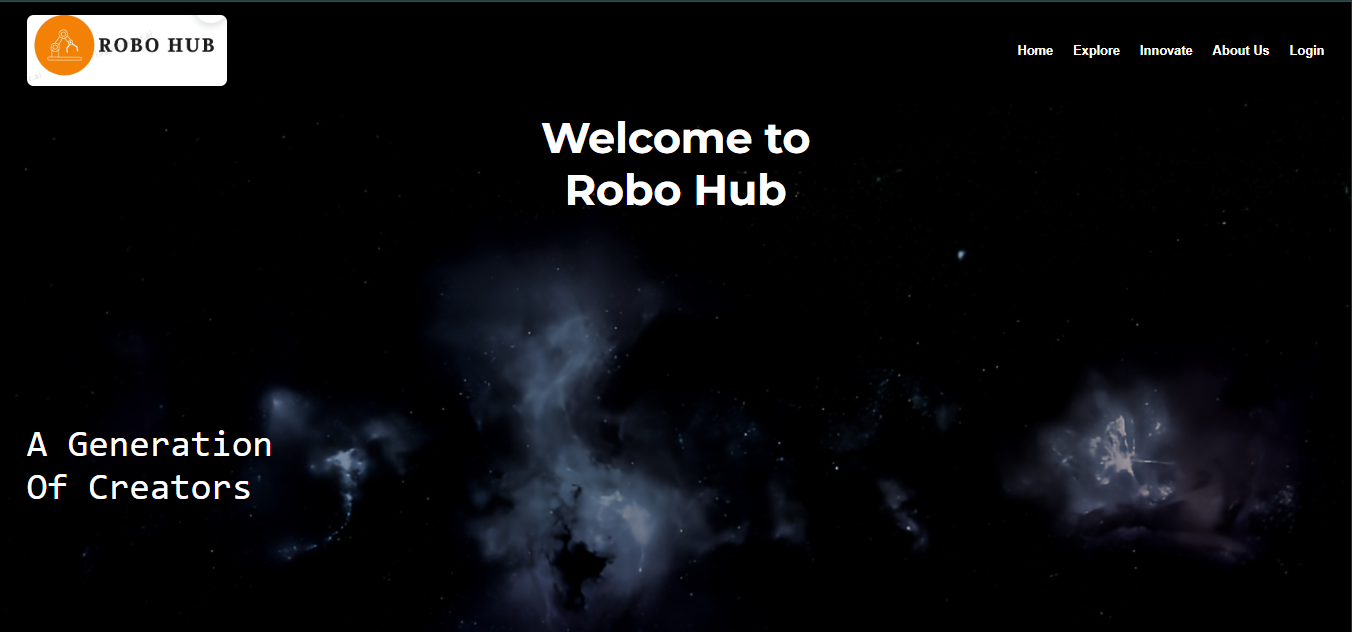 ROBO HUB
Home Explore Innovate About Us Login
Welcome to
Robo Hub
A Generation
Of Creators